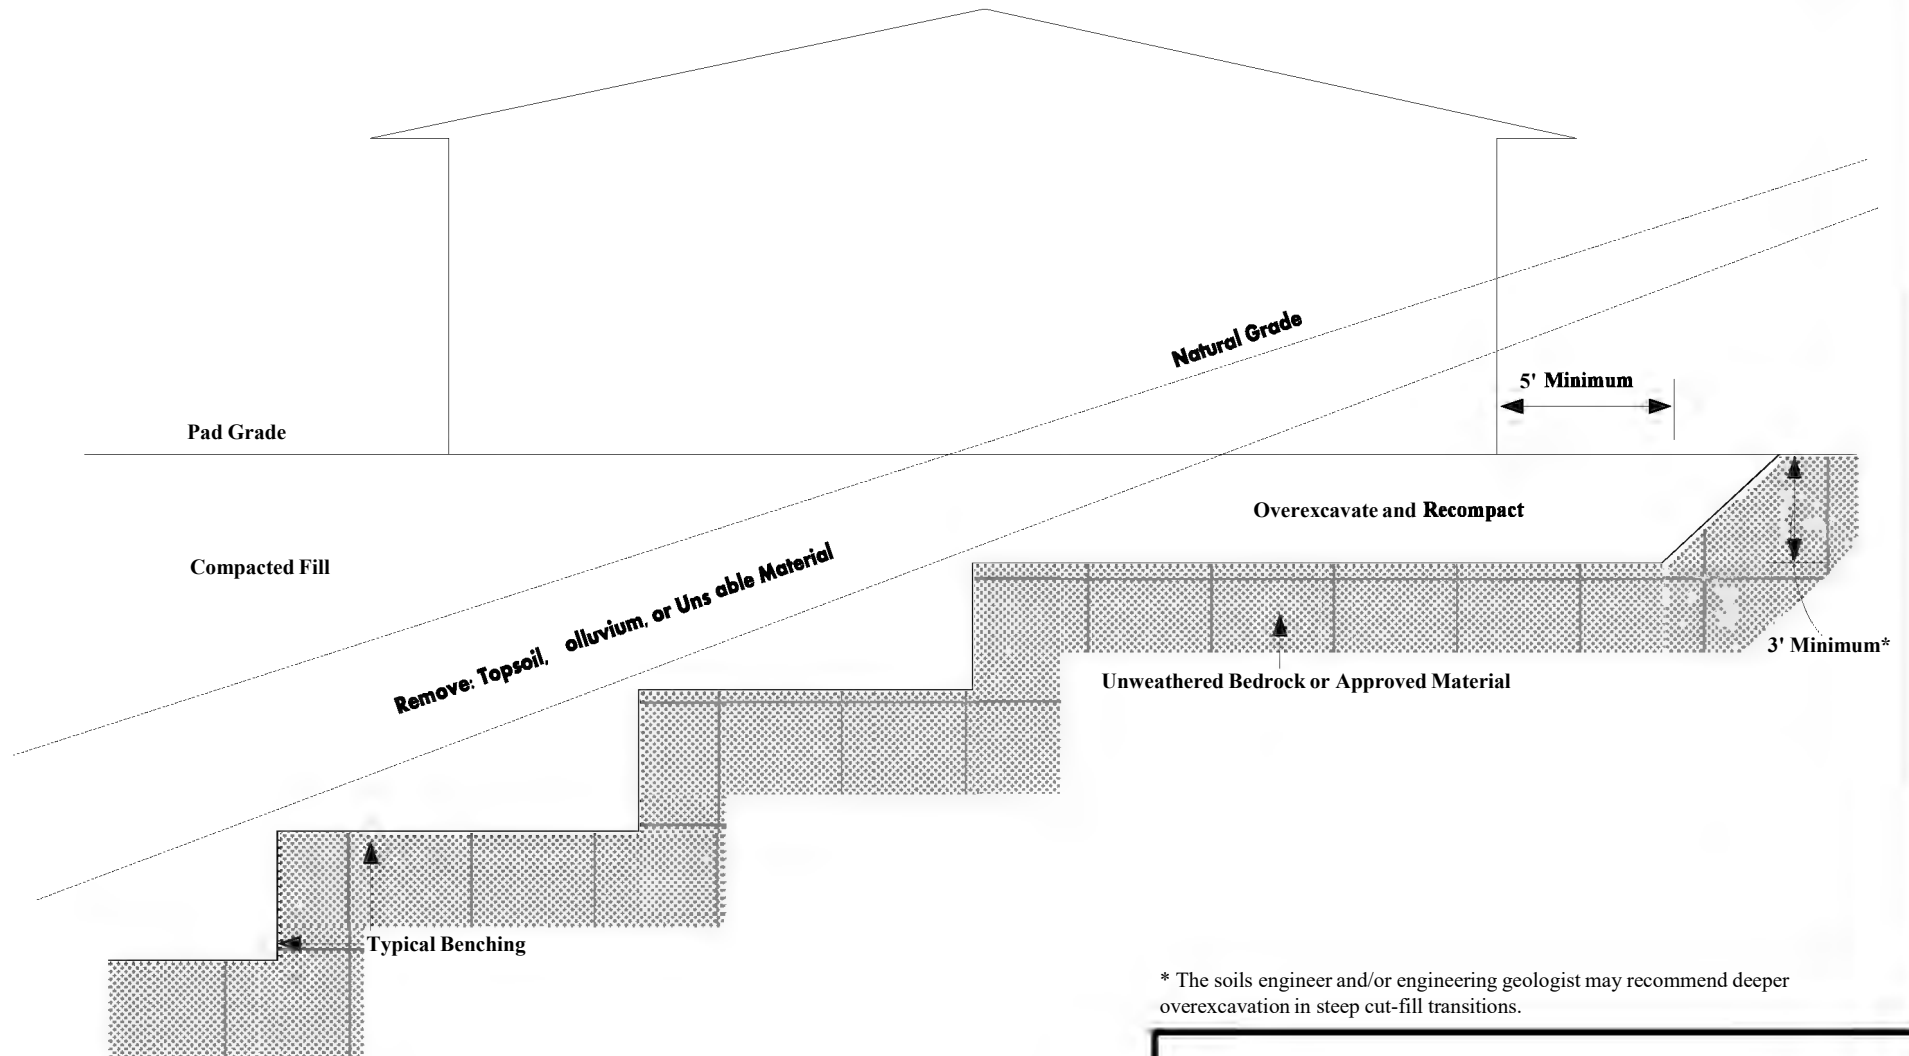 Natural Grade
5' Minimum
Pad Grade
Overexcavate and Recompact
Compacted Fill
Remove: Topsoil, olluvium, or Uns able Material
3' Minimum*
Unweathered Bedrock or Approved Material
Typical Benching
* The soils engineer and/or engineering geologist may recommend deeper
overexcavation in steep cut-fill transitions.